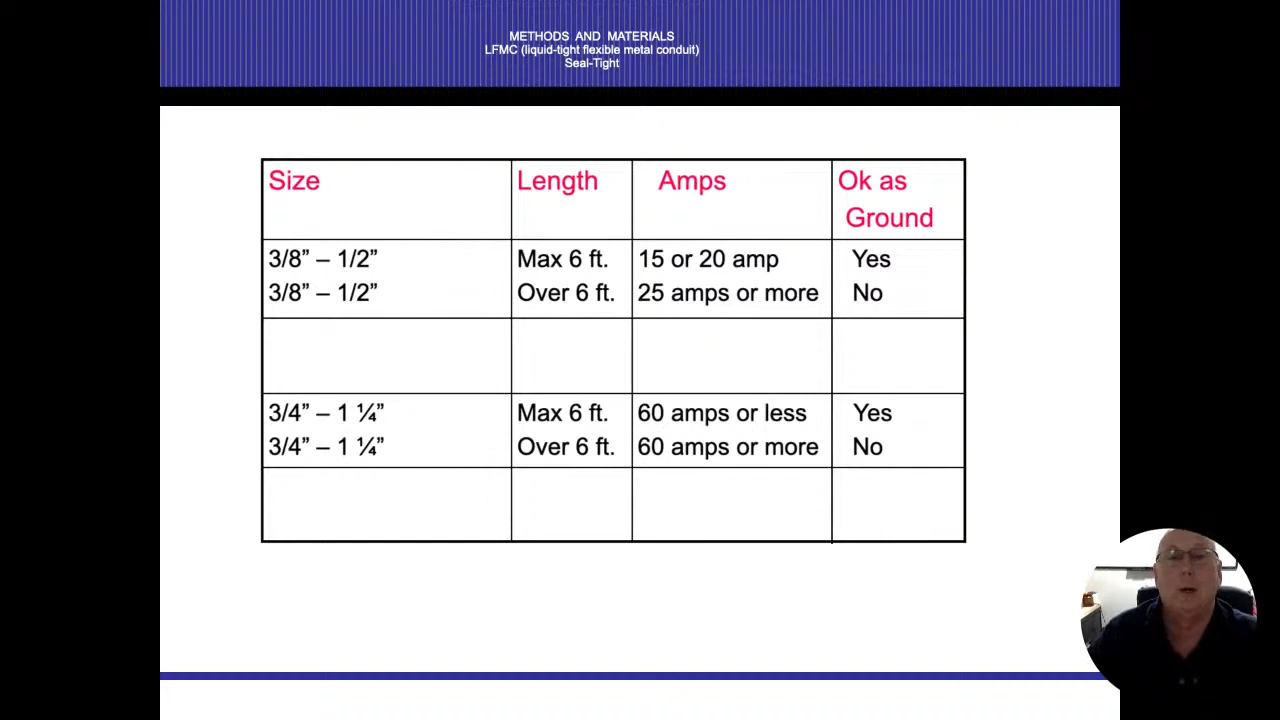 METHODS AND MATERIALS
LFMC (liquid-tight flexible metal conduit)
Seal-Tight
Size Length Amps Ok as
Ground
3/8” – 1/2” Max 6 ft. 15 or 20 amp Yes
3/8” – 1/2” Over 6 ft. 25 amps or more No
3/4” – 1 ¼” Max 6 ft. 60 amps or less Yes
3/4” – 1 ¼” Over 6 ft. 60 amps or more No